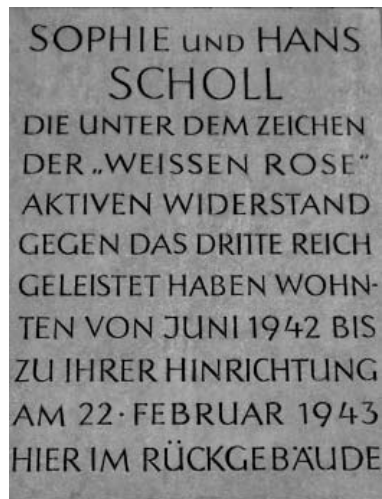 SOPHIE UND HANS
SCHOLL
DIE UNTER DEM ZEICHEN
DER „WEISSEN ROSE“
AKTIVEN WIDERSTAND
GEGEN DAS DRITTE REICH
GELEISTET HABEN WOHN-
TEN VON JUNI 1942 BIS
ZU IHRER HINRICHTUNG
AM 22· FEBRUAR 1943
HIER IM RÜCKGEBÄUDE